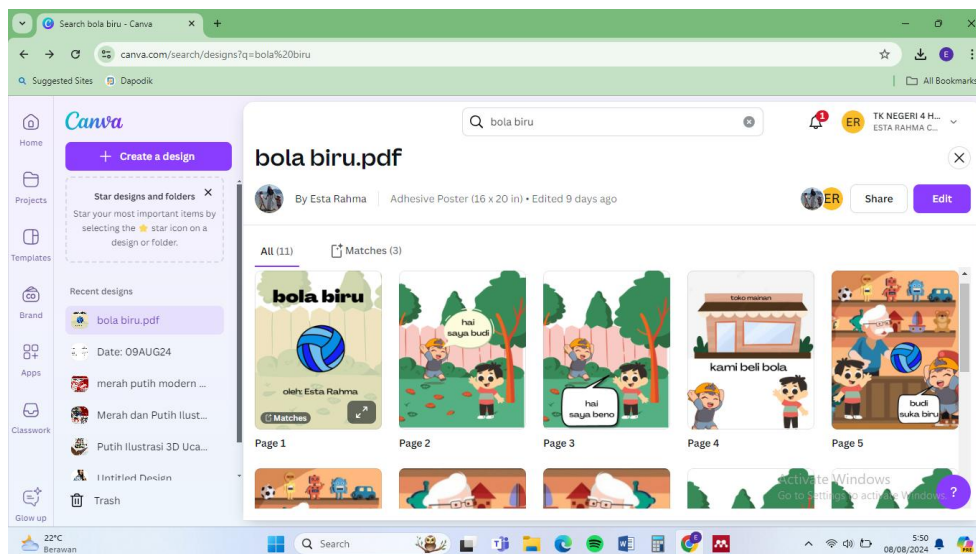 Search bola biru - Canva
canva.com/search/designs?q=bola%20biru
Suggested Sites
Dapodik
All Bookmarks
Home
Projects
Templates
Brand
Apps
Classwork
Glow up
Canva
+ Create a design
Star designs and folders
Star your most important items by
selecting the star icon on a
design or folder.
Recent designs
bola biru.pdf
Date: 09AUG24
merah putih modern ...
Merah dan Putih Ilust...
Putih Ilustrasi 3D Uca...
Untitled Design
Trash
bola biru
1
ER
TK NEGERI 4 H...
ESTA RAHMA C...
bola biru.pdf
By Esta Rahma
Adhesive Poster (16 x 20 in) • Edited 9 days ago
ER
Share
Edit
All (11)
Matches (3)
bola biru
oleh: Esta Rahma
Matches
Page 1
hai
saya budi
Page 2
hai
saya beno
Page 3
toko mainan
kami beli bola
Page 4
budi
suka biru
Page 5
Activate Windows
Go to Settings to activate Windows.
?
22°C
Berawan
Search
5:50
08/08/2024